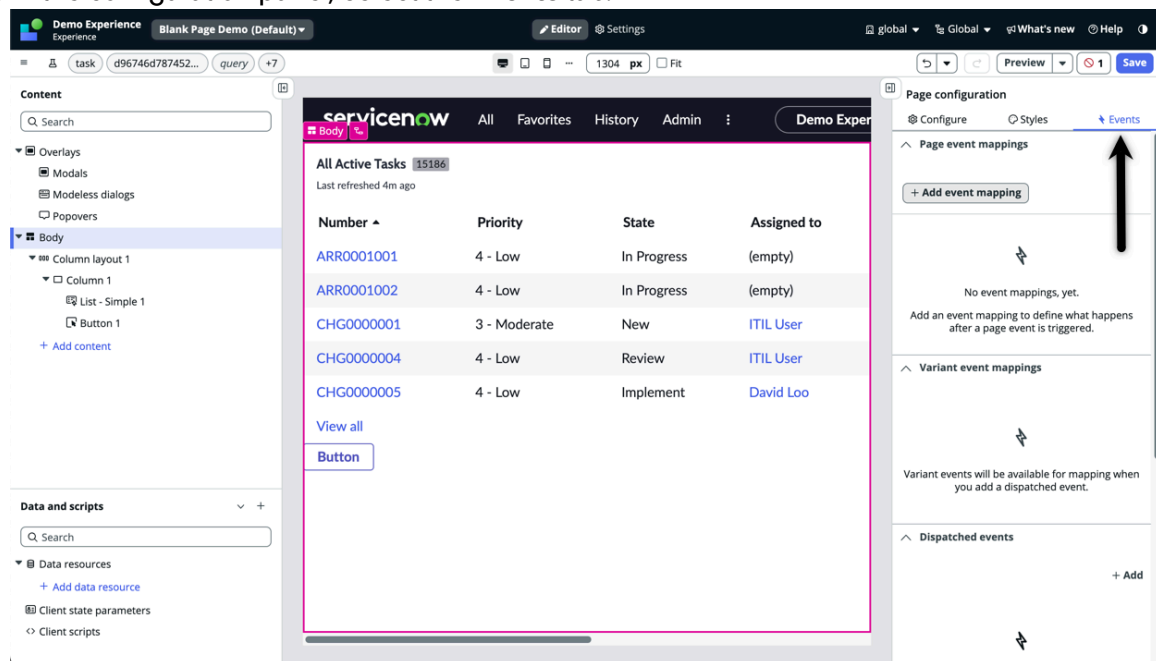 Demo Experience
Experience
Blank Page Demo (Default)
Editor
Settings
global
Global
What's new
Help
task
d96746d787452...
query
+7
1304 px
Fit
Preview
1
Save
Content
Search
Overlays
Modals
Modeless dialogs
Popovers
Body
Column layout 1
Column 1
List - Simple 1
Button 1
+ Add content
Data and scripts
Search
Data resources
+ Add data resource
Client state parameters
Client scripts
servicenow
All
Favorites
History
Admin
Demo Exper
Body
All Active Tasks 15186
Last refreshed 4m ago
Number Priority State Assigned to
ARR0001001 4 - Low In Progress (empty)
ARR0001002 4 - Low In Progress (empty)
CHG0000001 3 - Moderate New ITIL User
CHG0000004 4 - Low Review ITIL User
CHG0000005 4 - Low Implement David Loo
View all
Button
Page configuration
Configure
Styles
Events
Page event mappings
+ Add event mapping
No event mappings, yet.
Add an event mapping to define what happens
after a page event is triggered.
Variant event mappings
Variant events will be available for mapping when
you add a dispatched event.
Dispatched events
+ Add